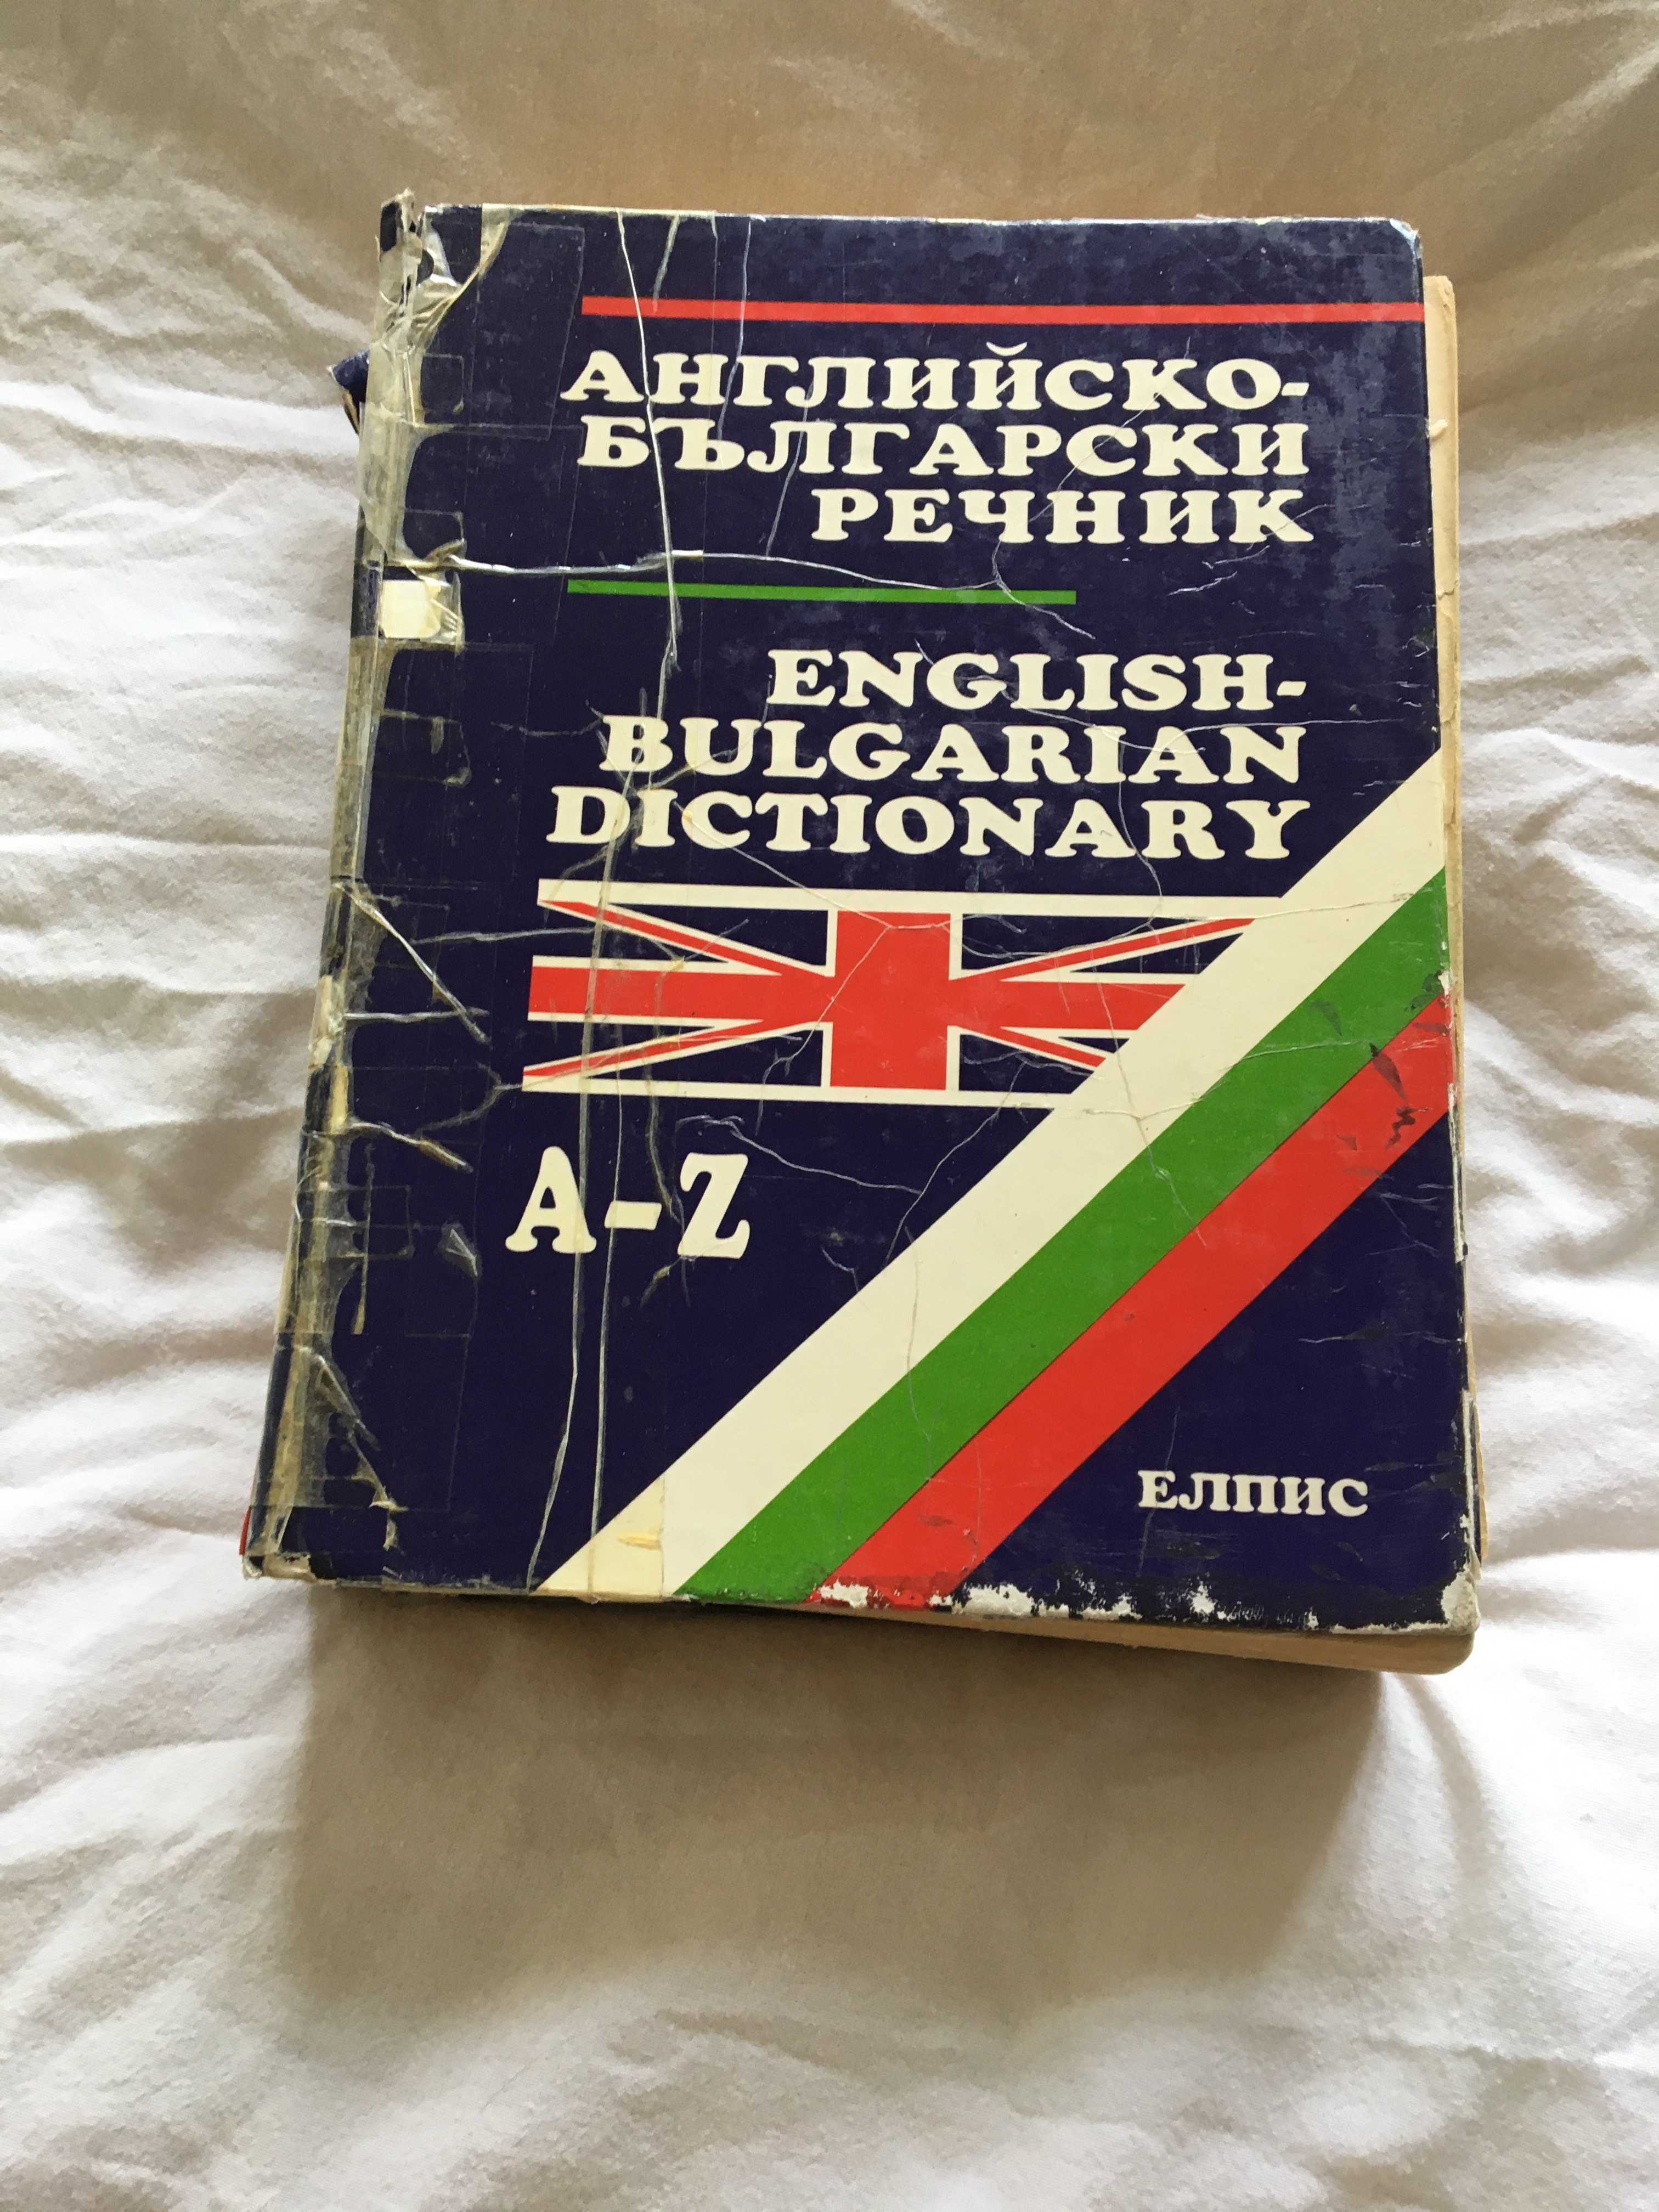 АНГЛИЙСКО-
БЪЛГАРСКИ
РЕЧНИК
ENGLISH-
BULGARIAN
DICTIONARY
A-Z
ЕЛПИС